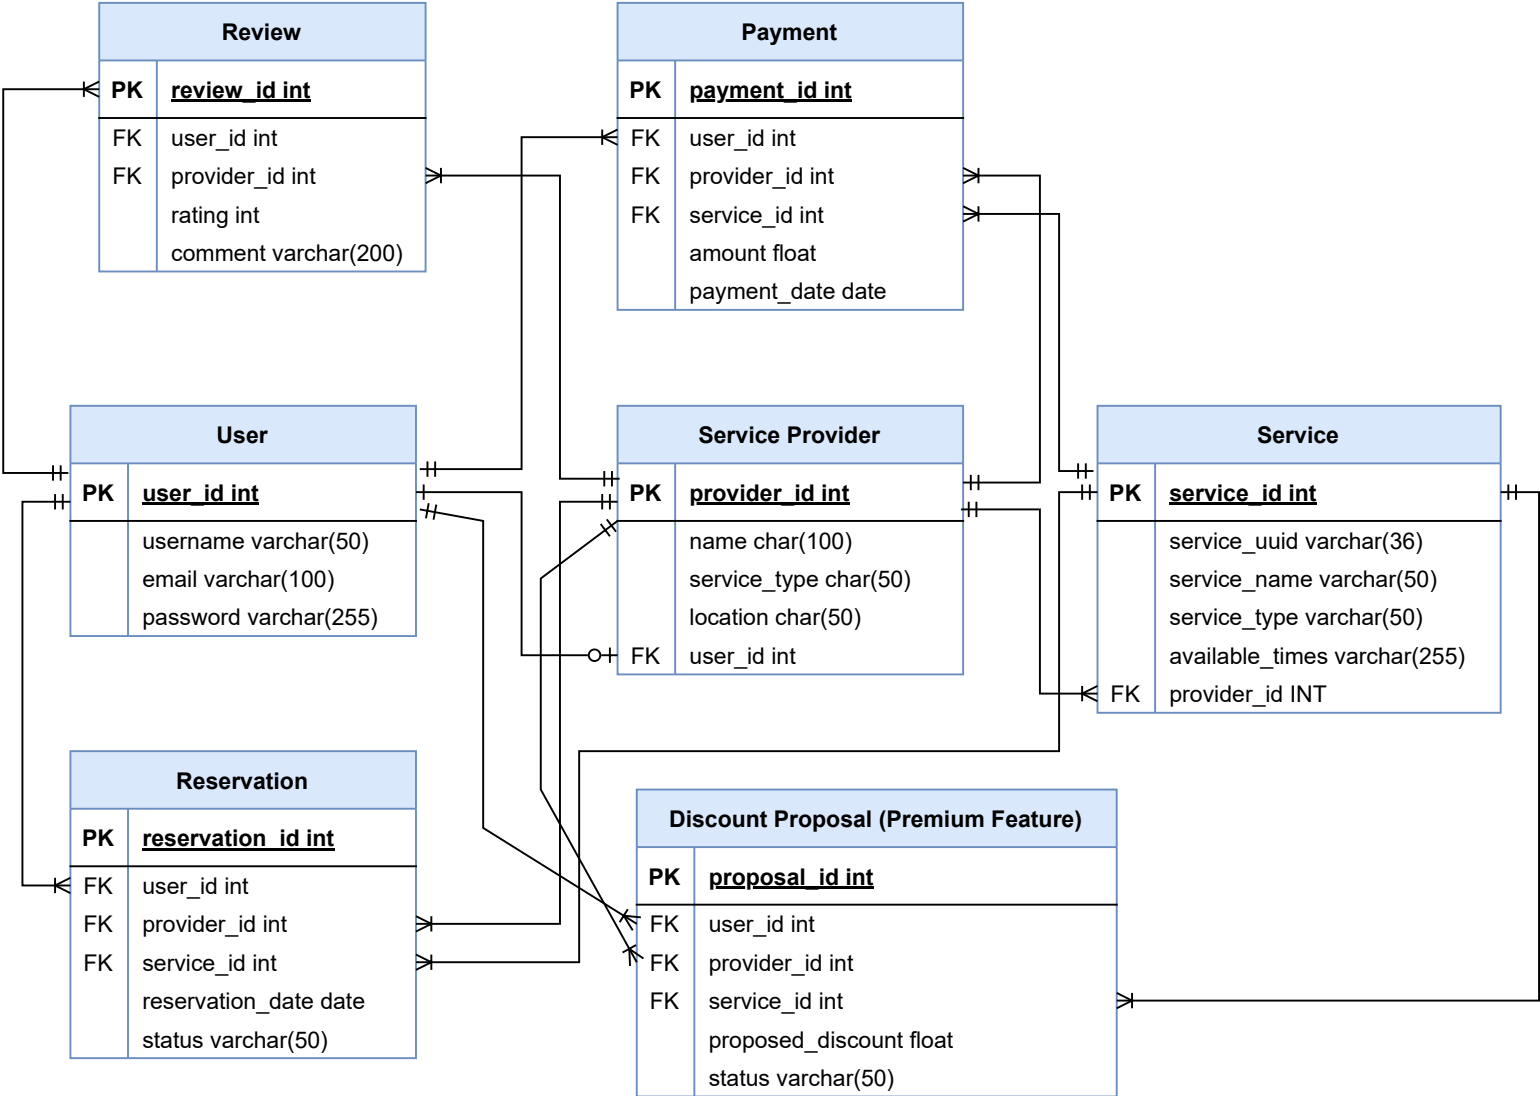 Review
PK review_id int
FK user_id int
FK provider_id int
rating int
comment varchar(200)
Payment
PK payment_id int
FK user_id int
FK provider_id int
FK service_id int
amount float
payment_date date
User
PK user_id int
username varchar(50)
email varchar(100)
password varchar(255)
Service Provider
PK provider_id int
name char(100)
service_type char(50)
location char(50)
FK user_id int
Service
PK service_id int
service_uuid varchar(36)
service_name varchar(50)
service_type varchar(50)
available_times varchar(255)
FK provider_id INT
Reservation
PK reservation_id int
FK user_id int
FK provider_id int
FK service_id int
reservation_date date
status varchar(50)
Discount Proposal (Premium Feature)
PK proposal_id int
FK user_id int
FK provider_id int
FK service_id int
proposed_discount float
status varchar(50)